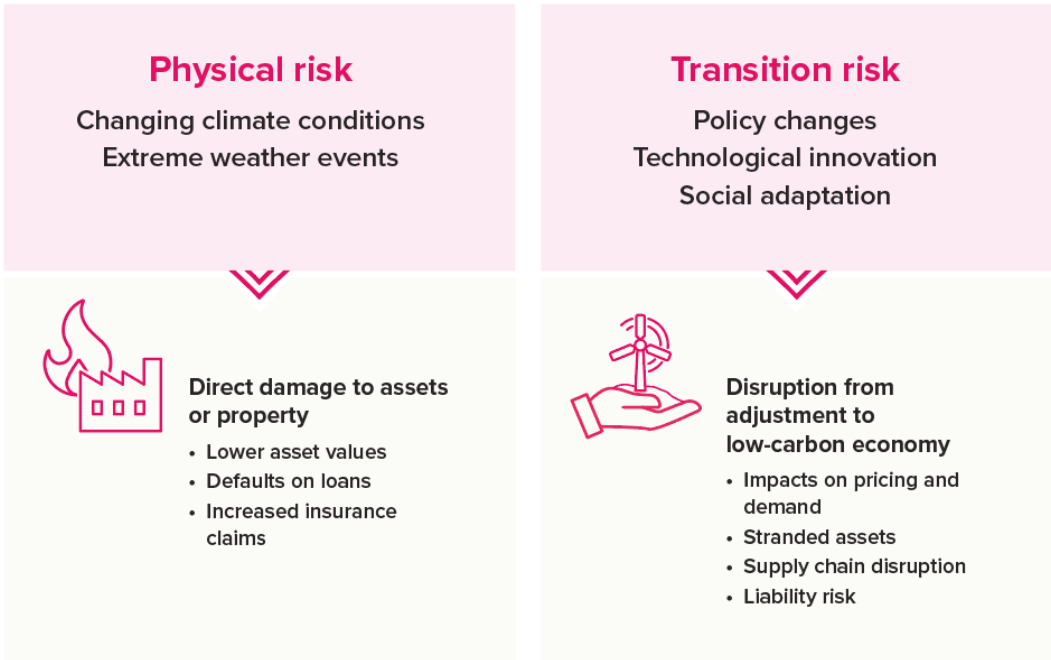 Physical risk
Changing climate conditions
Extreme weather events
Direct damage to assets
or property
• Lower asset values
• Defaults on loans
• Increased insurance
claims
Transition risk
Policy changes
Technological innovation
Social adaptation
Disruption from
adjustment to
low-carbon economy
• Impacts on pricing and
demand
• Stranded assets
• Supply chain disruption
• Liability risk